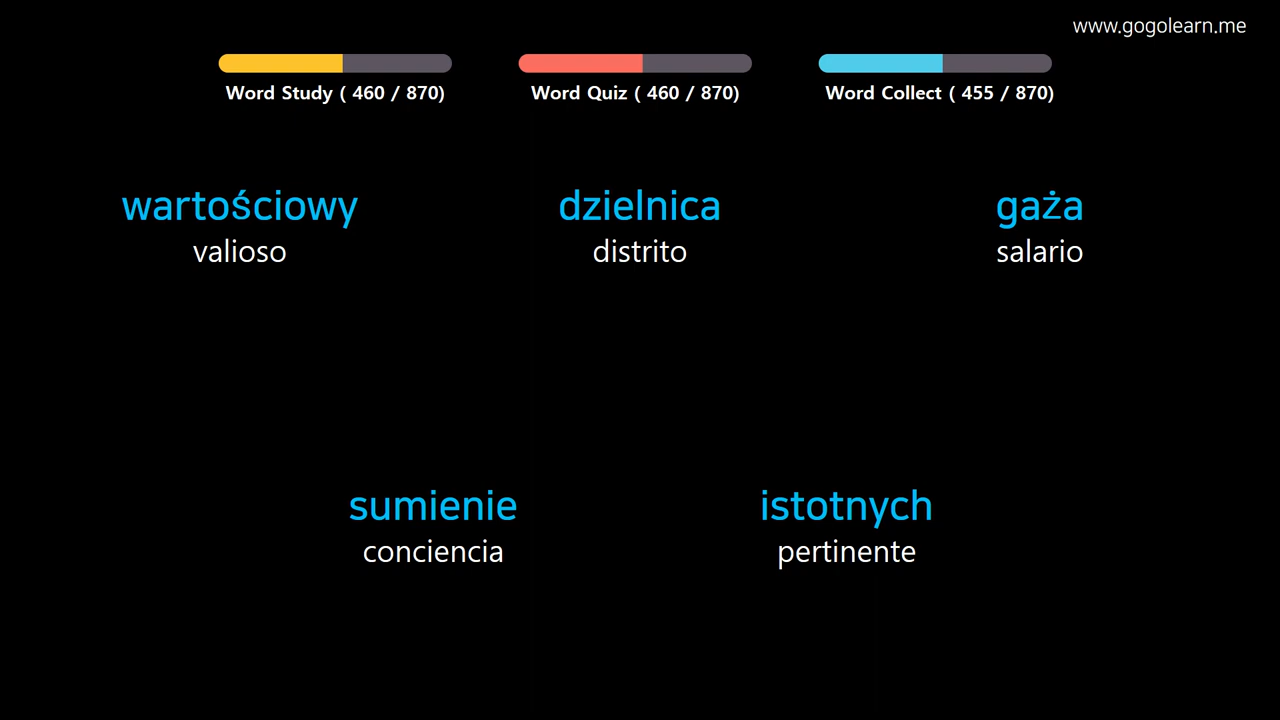 www.gogolearn.me
Word Study ( 460 / 870)
Word Quiz ( 460 / 870)
Word Collect ( 455 / 870)
wartościowy
valioso
dzielnica
distrito
gaża
salario
sumienie
conciencia
istotnych
pertinente